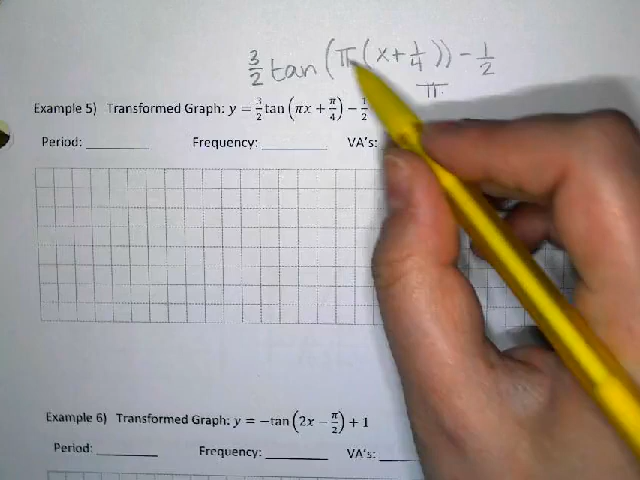 3/2 tan (π(x+1/4)) - 1/2
π
Example 5) Transformed Graph: y = 3/2 tan(πx + π/4) - 1/2
Period: ________ Frequency: ________ VA's:
Example 6) Transformed Graph: y = -tan(2x - π/2) + 1
Period: ________ Frequency: ________ VA's: ________